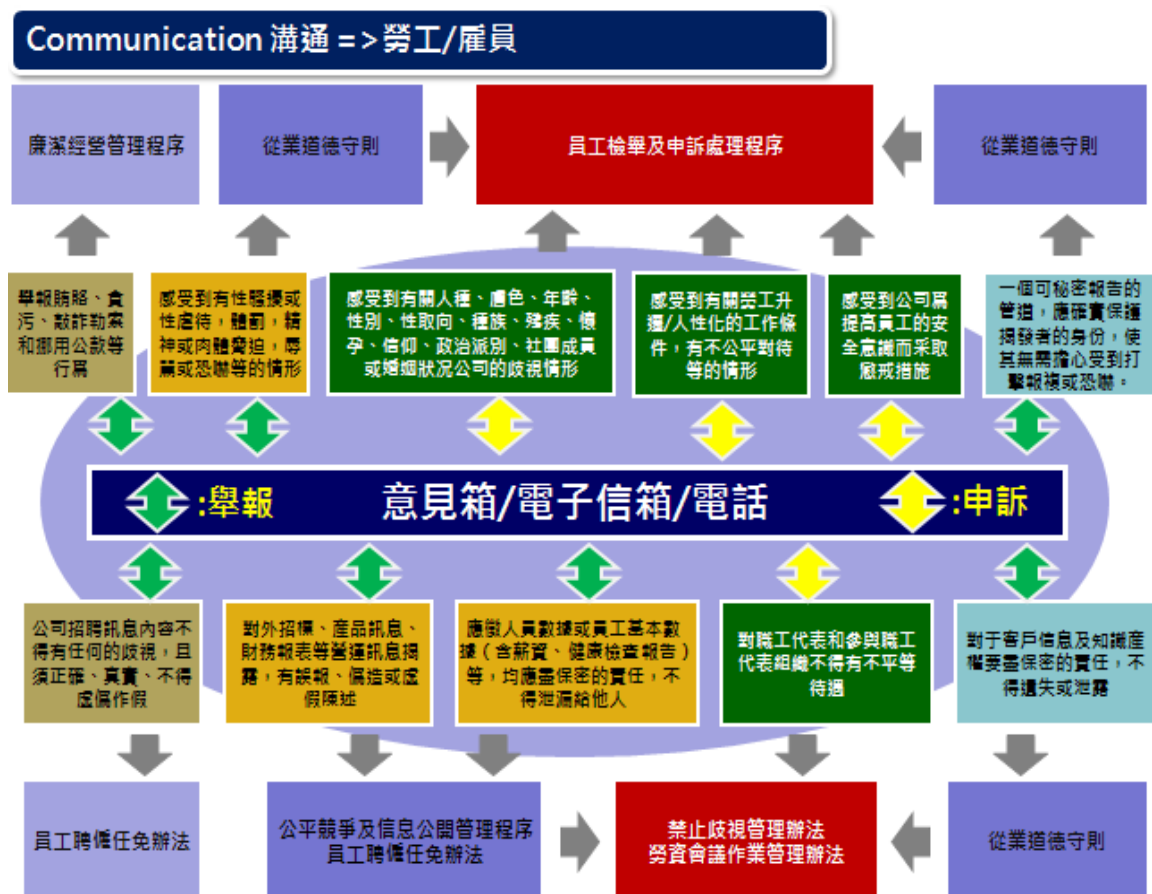 Communication 溝通 => 勞工/雇員
廉潔經營管理程序
從業道德守則
員工檢舉及申訴處理程序
從業道德守則
舉報賄賂、貪
污、敲詐勒索
和挪用公款等
行爲
感受到有性騷擾或
性虐待，體罰，精
神或肉體脅迫，辱
罵或恐嚇等的情形
感受到有關人種、膚色、年齡、
性別、性取向、種族、殘疾、懷
孕、信仰、政治派別、社團成員
或婚姻狀况公司的歧視情形
感受到有關勞工升
遷/人性化的工作條
件，有不公平對待
等的情形
感受到公司爲
提高員工的安
全意識而采取
懲戒措施
一個可秘密報告的
管道，應確實保護
揭發者的身份，使
其無需擔心受到打
擊報複或恐嚇。
:舉報
意見箱/電子信箱/電話
:申訴
公司招聘訊息內容不
得有任何的歧視，且
須正確、真實、不得
虛僞作假
對外招標、產品訊息、
財務報表等營運訊息揭
露，有誤報、僞造或虛
假陳述
應徵人員數據或員工基本數
據（含薪資、健康檢查報告）
等，均應盡保密的責任，不
得泄漏給他人
對職工代表和參與職工
代表組織不得有不平等
待遇
對于客戶信息及知識產
權要盡保密的責任，不
得遺失或泄露
員工聘僱任免辦法
公平競爭及信息公開管理程序
員工聘僱任免辦法
禁止歧視管理辦法
勞資會議作業管理辦法
從業道德守則